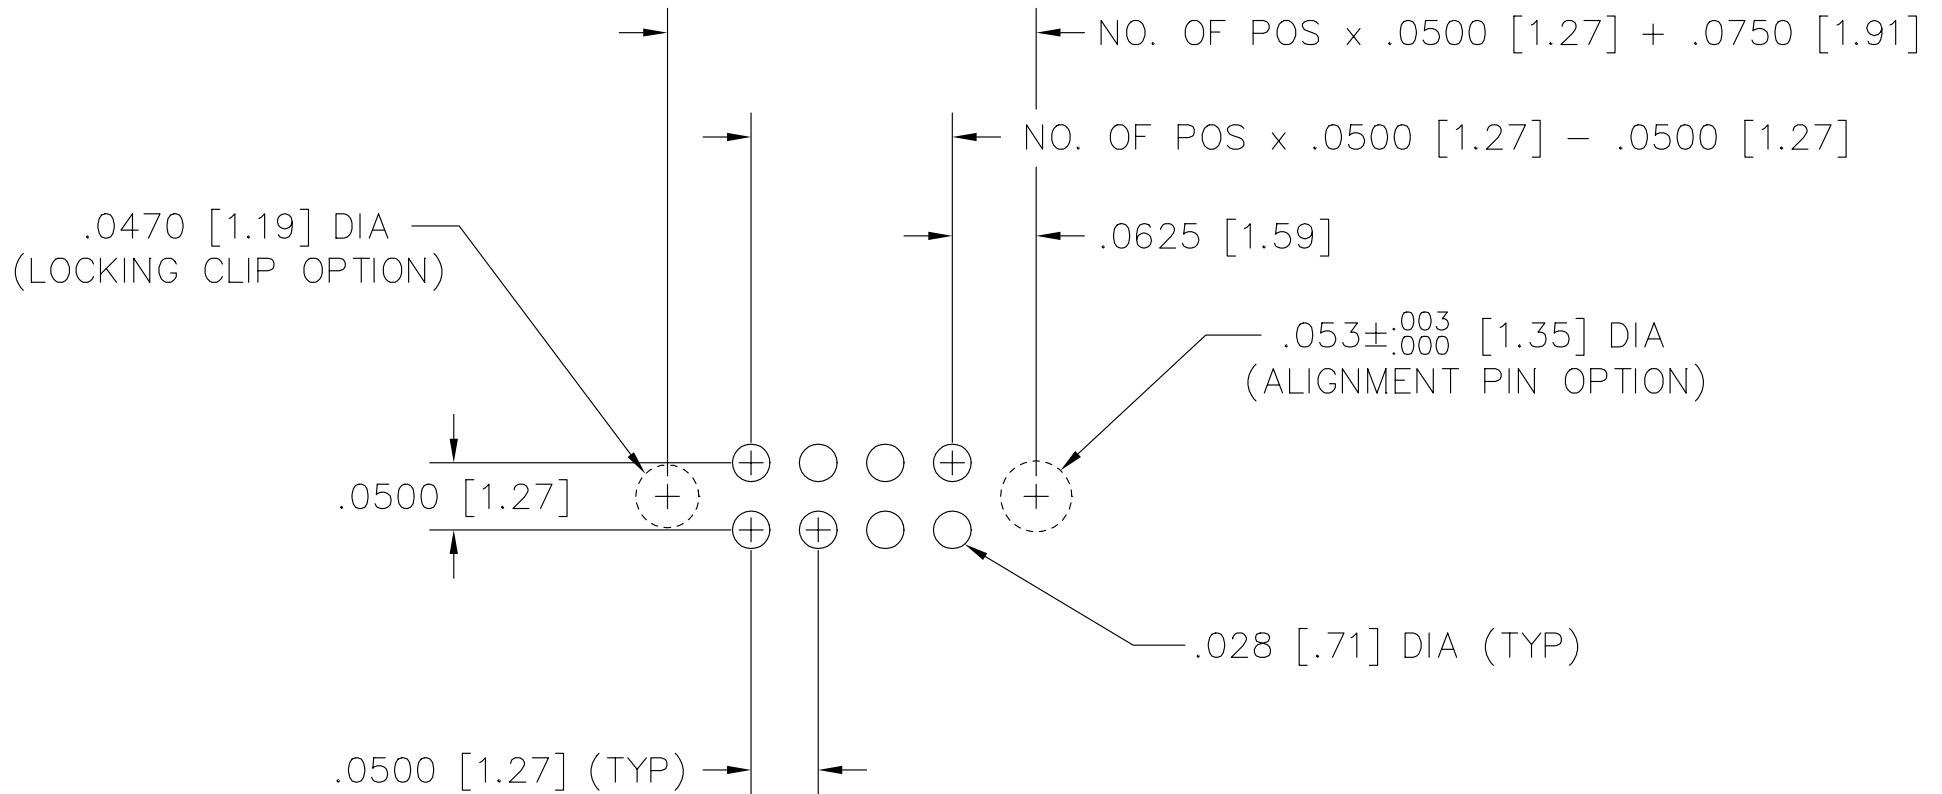 NO. OF POS x .0500 [1.27] + .0750 [1.91]
NO. OF POS x .0500 [1.27] − .0500 [1.27]
.0470 [1.19] DIA
(LOCKING CLIP OPTION)
.0625 [1.59]
.053±.003
.000 [1.35] DIA
(ALIGNMENT PIN OPTION)
.0500 [1.27]
.028 [.71] DIA (TYP)
.0500 [1.27] (TYP)